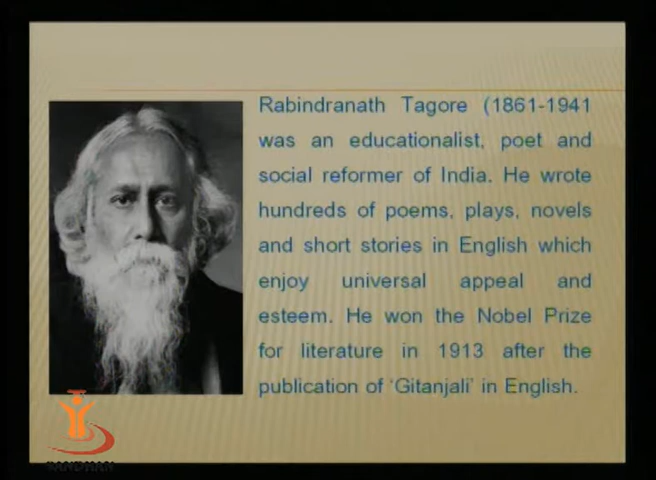 Rabindranath Tagore (1861-1941
was an educationalist, poet and
social reformer of India. He wrote
hundreds of poems, plays, novels
and short stories in English which
enjoy universal appeal and
esteem. He won the Nobel Prize
for literature in 1913 after the
publication of ‘Gitanjali’ in English.
SANDHAN